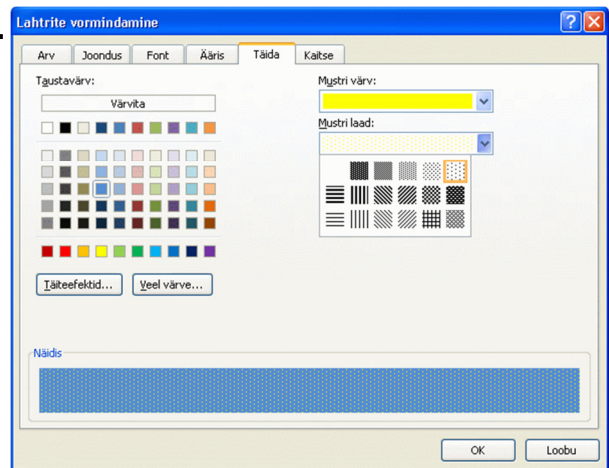 Lahtrite vormindamine
Arv Joondus Font Ääris Täida Kaitse
Taustavärv:
Värvita
Mustri värv:
Mustri laad:
Täiteefektid... Veel värve...
Näidis
OK Loobu